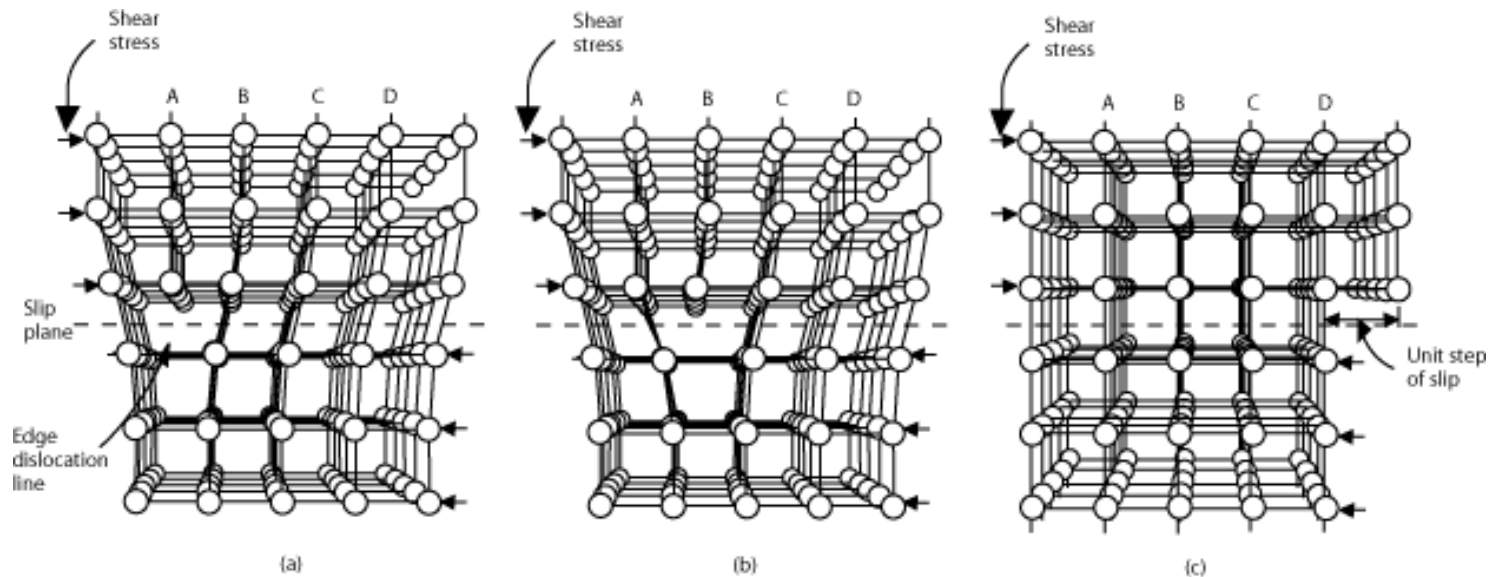 Shear
stress
A B C D
Slip
plane
Edge
dislocation
line
(a)
Shear
stress
A B C D
(b)
Shear
stress
A B C D
Unit step
of slip
(c)